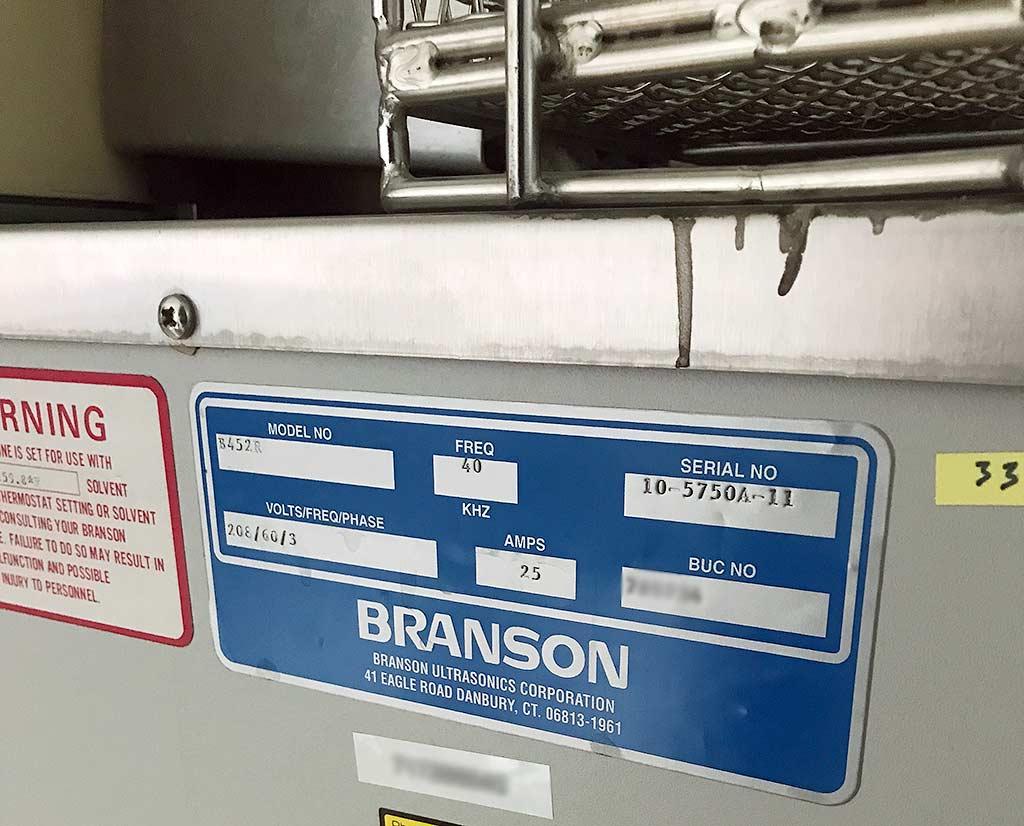 RNING
NE IS SET FOR USE WITH
SOLVENT
HERMOSTAT SETTING OR SOLVENT
CONSULTING YOUR BRANSON
E. FAILURE TO DO SO MAY RESULT IN
LFUNCTION AND POSSIBLE
INJURY TO PERSONNEL.
MODEL NO
B452R
FREQ
40
KHZ
SERIAL NO
10-5750A-11
VOLTS/FREQ/PHASE
208/60/3
AMPS
25
BUC NO
BRANSON
BRANSON ULTRASONICS CORPORATION
41 EAGLE ROAD DANBURY, CT. 06813-1961
33